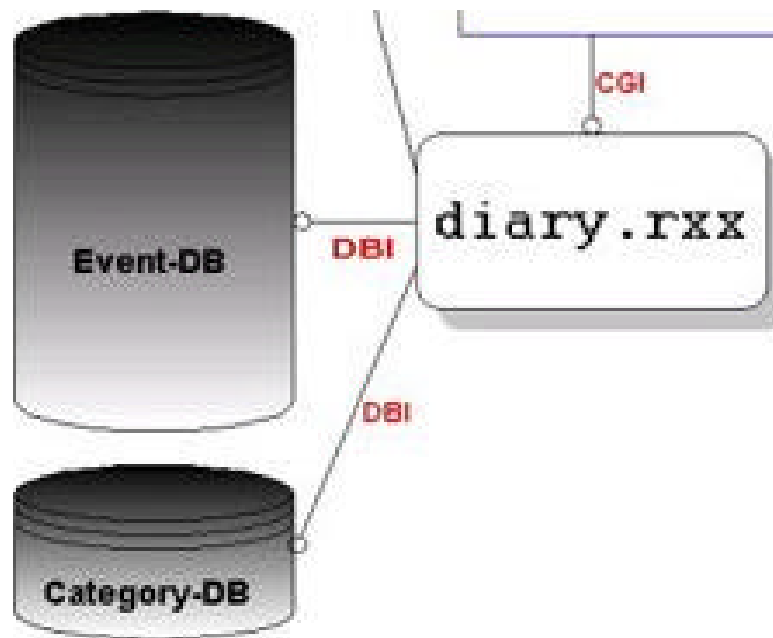 CGI
diary.rxx
DBI
Event-DB
DBI
Category-DB